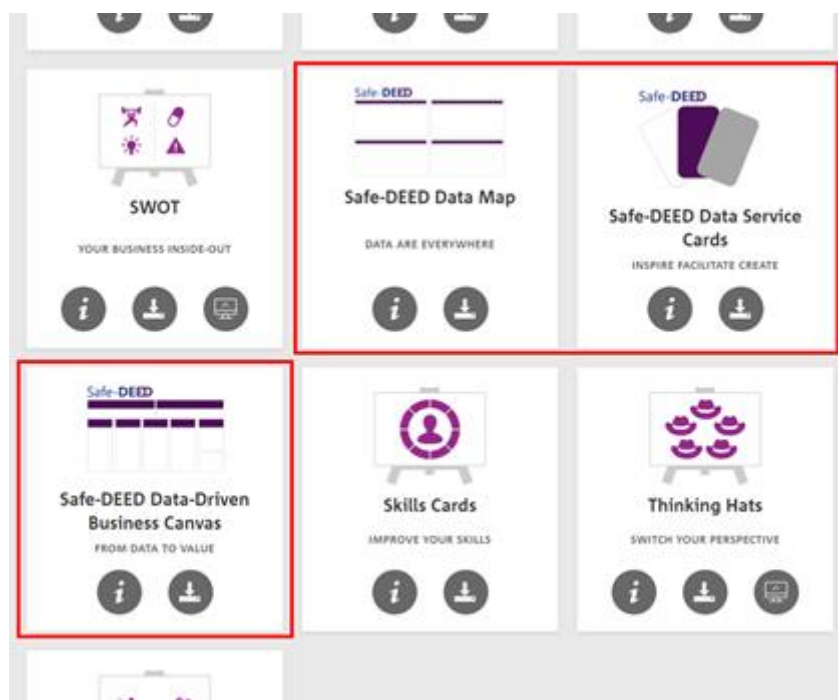 SWOT
YOUR BUSINESS INSIDE-OUT
Safe-DEED
Safe-DEED Data Map
DATA ARE EVERYWHERE
Safe-DEED
Safe-DEED Data Service
Cards
INSPIRE FACILITATE CREATE
Safe-DEED
Safe-DEED Data-Driven
Business Canvas
FROM DATA TO VALUE
Skills Cards
IMPROVE YOUR SKILLS
Thinking Hats
SWITCH YOUR PERSPECTIVE